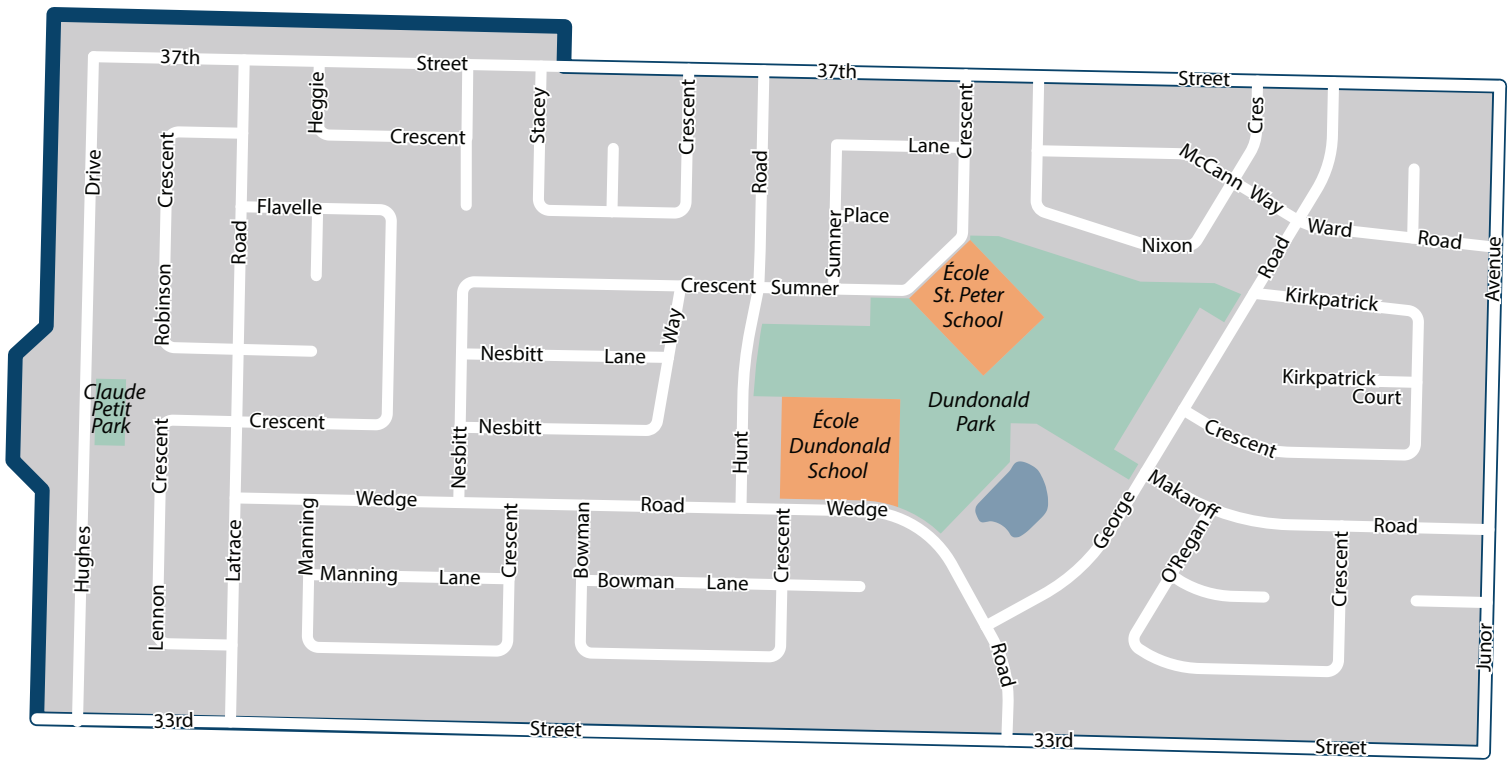 37th
Street
37th
Street
Heggie
Crescent
Stacey
Crescent
Road
Lane
Crescent
Cres
McCann Way
Drive
Crescent
Robinson
Flavelle
Road
Sumner
Place
Nixon
Road
Ward
Road
Avenue
Crescent
Sumner
École
St. Peter
School
Kirkpatrick
Way
Nesbitt
Lane
Claude
Petit
Park
Crescent
Kirkpatrick
Court
Dundonald
Park
École
Dundonald
School
Nesbitt
Nesbitt
Hunt
Crescent
Crescent
Lennon
Wedge
Road
Wedge
Makaroff
Road
George
Hughes
Latrace
Manning
Crescent
Bowman
Crescent
O'Regan
Crescent
Manning
Lane
Bowman
Lane
Road
Junor
33rd
Street
33rd
Street